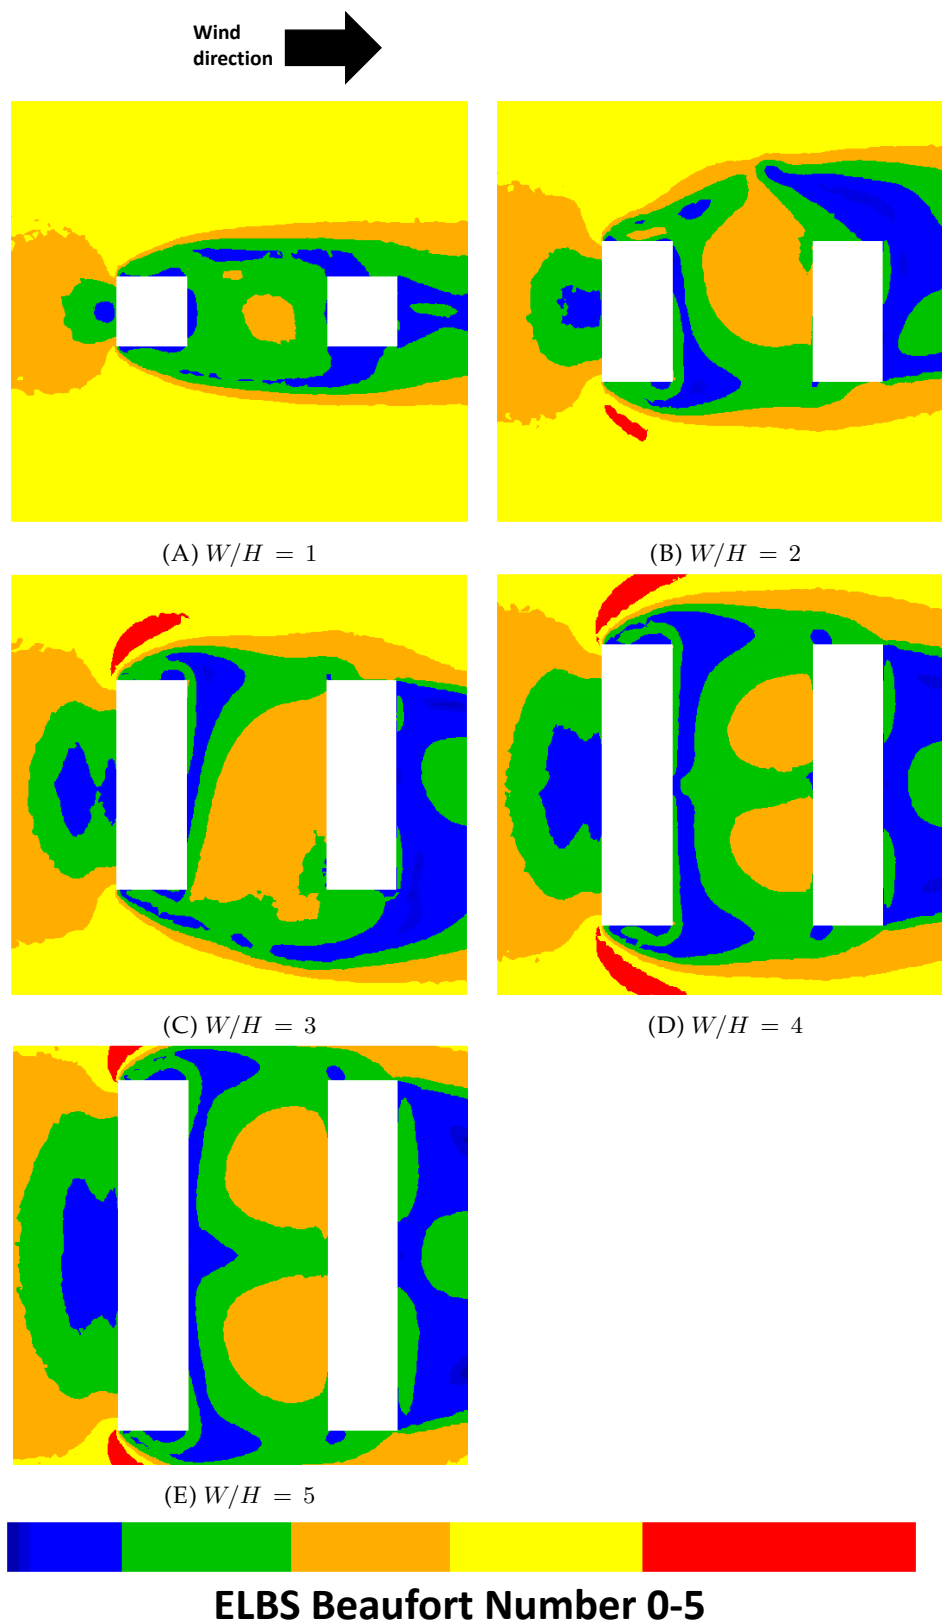 Wind
direction
(A) W/H = 1
(B) W/H = 2
(C) W/H = 3
(D) W/H = 4
(E) W/H = 5
ELBS Beaufort Number 0-5